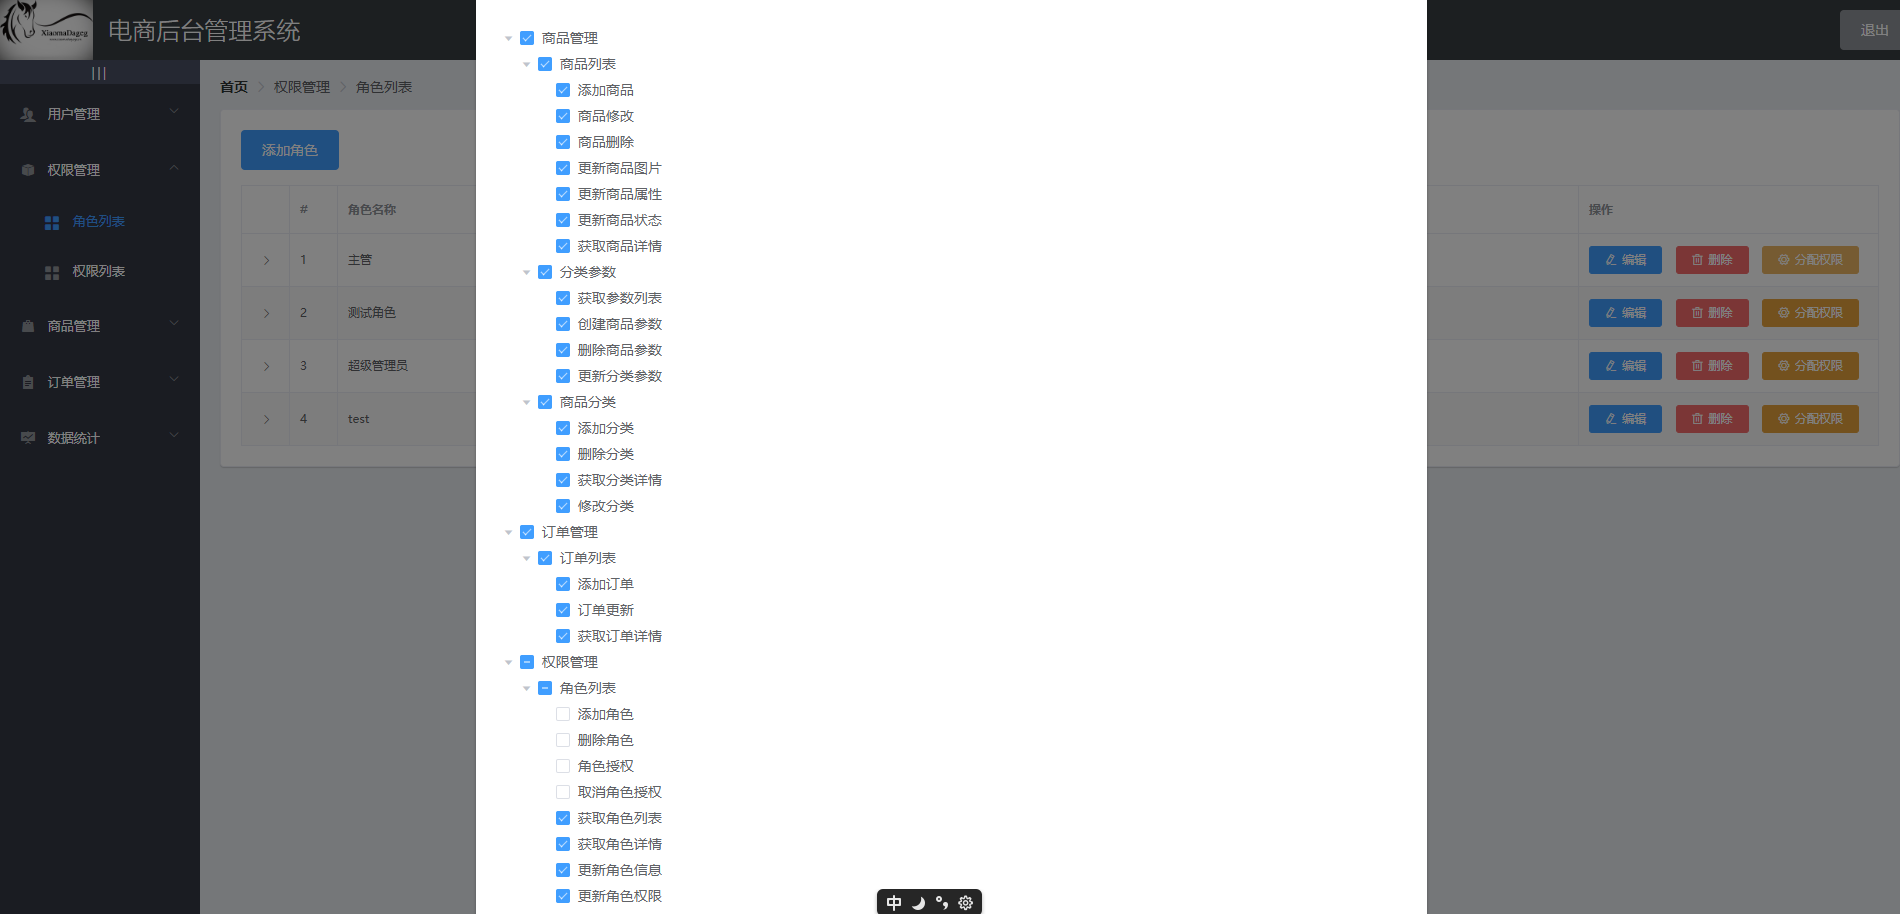 XiaomaDageg
电商后台管理系统
退出
|||
首页 权限管理 角色列表
用户管理
权限管理
角色列表
权限列表
商品管理
订单管理
数据统计
添加角色
# 角色名称 操作
1 主管 编辑 删除 分配权限
2 测试角色 编辑 删除 分配权限
3 超级管理员 编辑 删除 分配权限
4 test 编辑 删除 分配权限
商品管理
商品列表
添加商品
商品修改
商品删除
更新商品图片
更新商品属性
更新商品状态
获取商品详情
分类参数
获取参数列表
创建商品参数
删除商品参数
更新分类参数
商品分类
添加分类
删除分类
获取分类详情
修改分类
订单管理
订单列表
添加订单
订单更新
获取订单详情
权限管理
角色列表
添加角色
删除角色
角色授权
取消角色授权
获取角色列表
获取角色详情
更新角色信息
更新角色权限
中